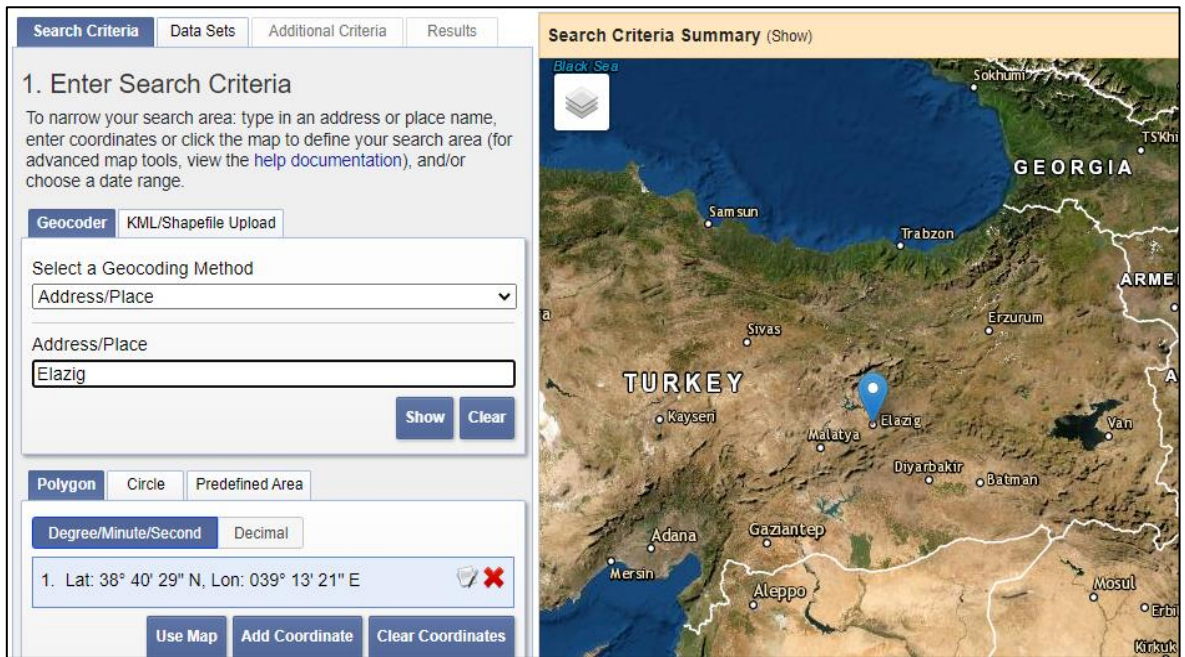 Search Criteria
Data Sets
Additional Criteria
Results
1. Enter Search Criteria
To narrow your search area: type in an address or place name,
enter coordinates or click the map to define your search area (for
advanced map tools, view the help documentation), and/or
choose a date range.
Geocoder
KML/Shapefile Upload
Select a Geocoding Method
Address/Place
Address/Place
Elazig
Show
Clear
Polygon
Circle
Predefined Area
Degree/Minute/Second
Decimal
1. Lat: 38° 40' 29" N, Lon: 039° 13' 21" E
Use Map
Add Coordinate
Clear Coordinates
Search Criteria Summary (Show)
Black Sea
Sokhumi
TS'Khi
GEORGIA
Samsun
Trabzon
ARME
Erzurum
a
Sivas
TURKEY
A
Kayseri
Elazig
Van
Malatya
Diyarbakir
Batman
Adana
Gaziantep
Mersin
Aleppo
Mosul
Erbi
Kirkuk